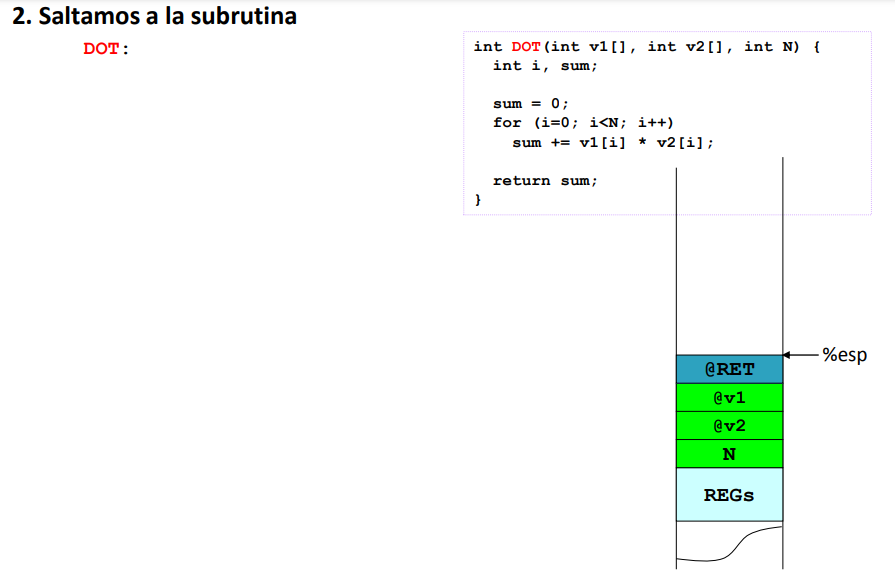 2. Saltamos a la subrutina
DOT:
int DOT(int v1[], int v2[], int N) {
int i, sum;
sum = 0;
for (i=0; i<N; i++)
sum += v1[i] * v2[i];
return sum;
}
%esp
@RET
@v1
@v2
N
REGs